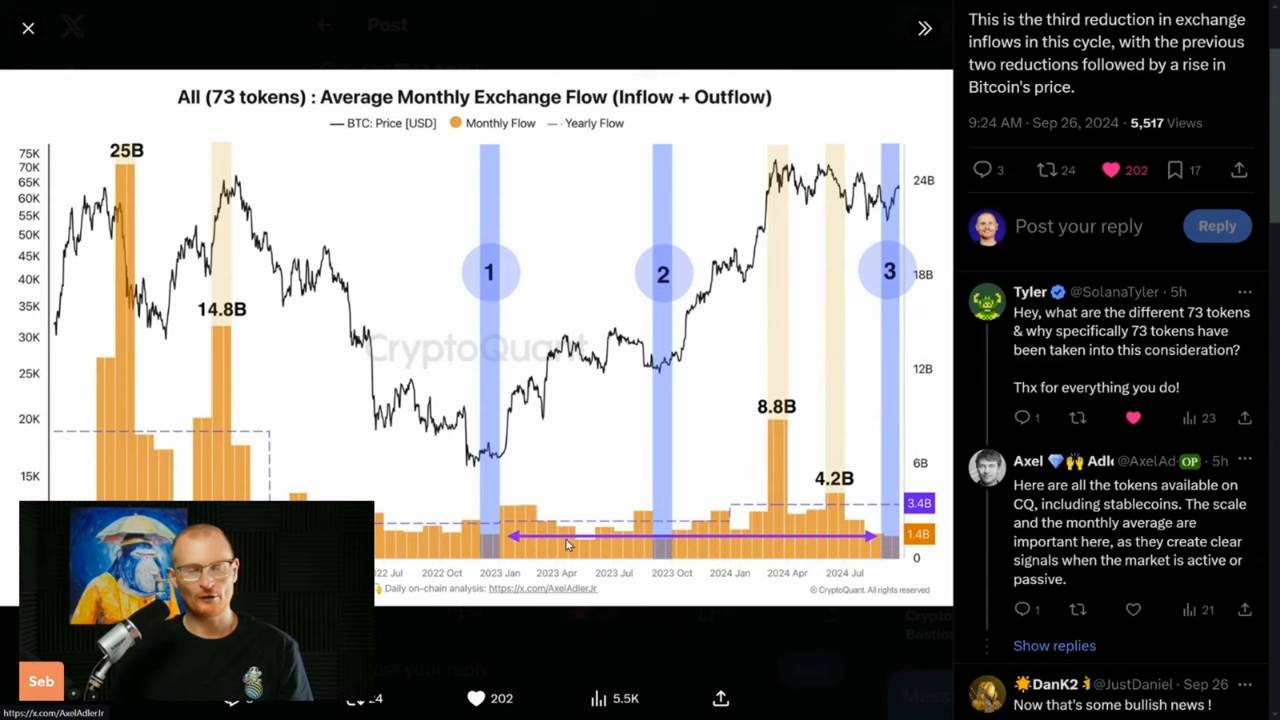 Post
This is the third reduction in exchange
inflows in this cycle, with the previous
two reductions followed by a rise in
Bitcoin's price.
9:24 AM · Sep 26, 2024 · 5,517 Views
3
24
202
17
Post your reply
Reply
All (73 tokens) : Average Monthly Exchange Flow (Inflow + Outflow)
BTC: Price [USD]
Monthly Flow
Yearly Flow
75K
70K
65K
60K
55K
50K
45K
40K
35K
30K
25K
20K
15K
25B
14.8B
1
2
3
8.8B
4.2B
CryptoQuant
24B
18B
12B
6B
3.4B
1.4B
0
2022 Oct
2023 Jan
2023 Apr
2023 Jul
2023 Oct
2024 Jan
2024 Apr
2024 Jul
Daily on-chain analysis: https://x.com/AxelAdlerJr
© CryptoQuant. All rights reserved
Tyler @SolanaTyler · 5h
Hey, what are the different 73 tokens
& why specifically 73 tokens have
been taken into this consideration?
Thx for everything you do!
1
23
Axel 💎🙌 Adle @AxelAd· OP · 5h
Here are all the tokens available on
CQ, including stablecoins. The scale
and the monthly average are
important here, as they create clear
signals when the market is active or
passive.
1
21
Show replies
DanK2 @JustDaniel · Sep 26
Now that's some bullish news !
Seb
24
202
5.5K
https://x.com/AxelAdlerJr